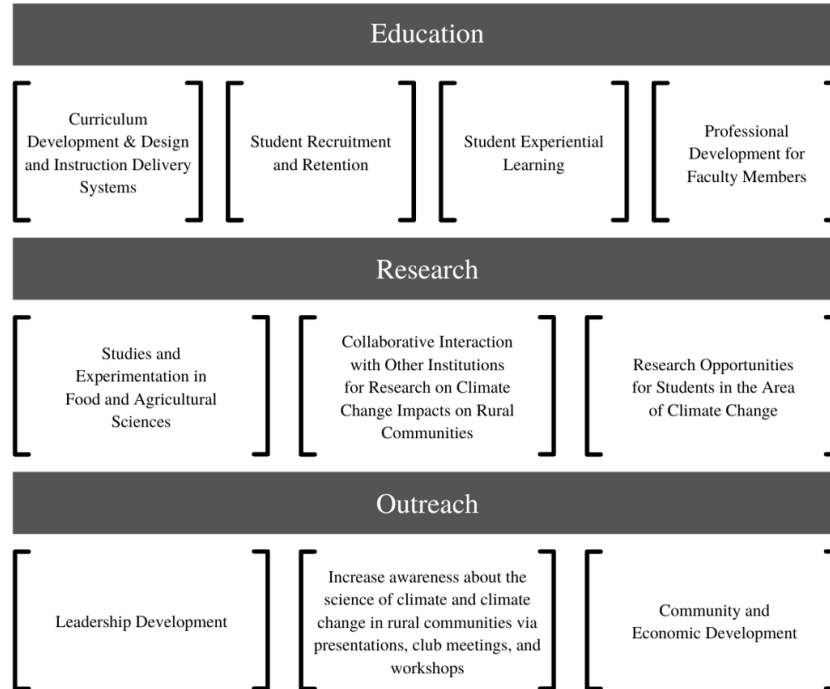 Education
Curriculum
Development & Design
and Instruction Delivery
Systems
Student Recruitment
and Retention
Student Experiential
Learning
Professional
Development for
Faculty Members
Research
Studies and
Experimentation in
Food and Agricultural
Sciences
Collaborative Interaction
with Other Institutions
for Research on Climate
Change Impacts on Rural
Communities
Research Opportunities
for Students in the Area
of Climate Change
Outreach
Leadership Development
Increase awareness about the
science of climate and climate
change in rural communities via
presentations, club meetings, and
workshops
Community and
Economic Development